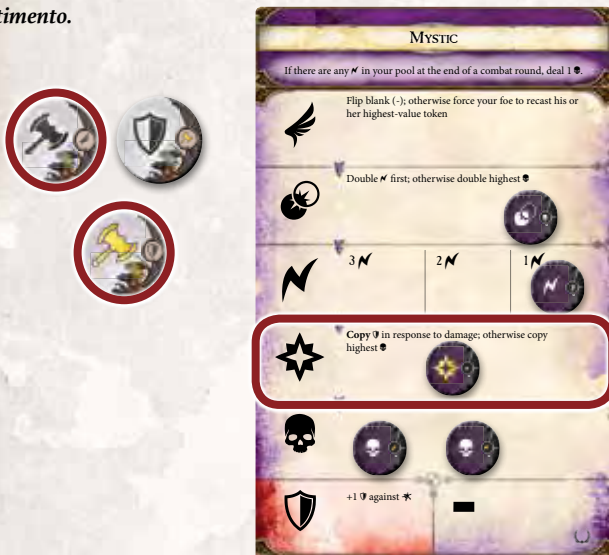 timento.
Mystic
If there are any in your pool at the end of a combat round, deal 1 .
Flip blank (-); otherwise force your foe to recast his or
her highest-value token
Double first; otherwise double highest
3
2
1
Copy in response to damage; otherwise copy
highest
+1 against